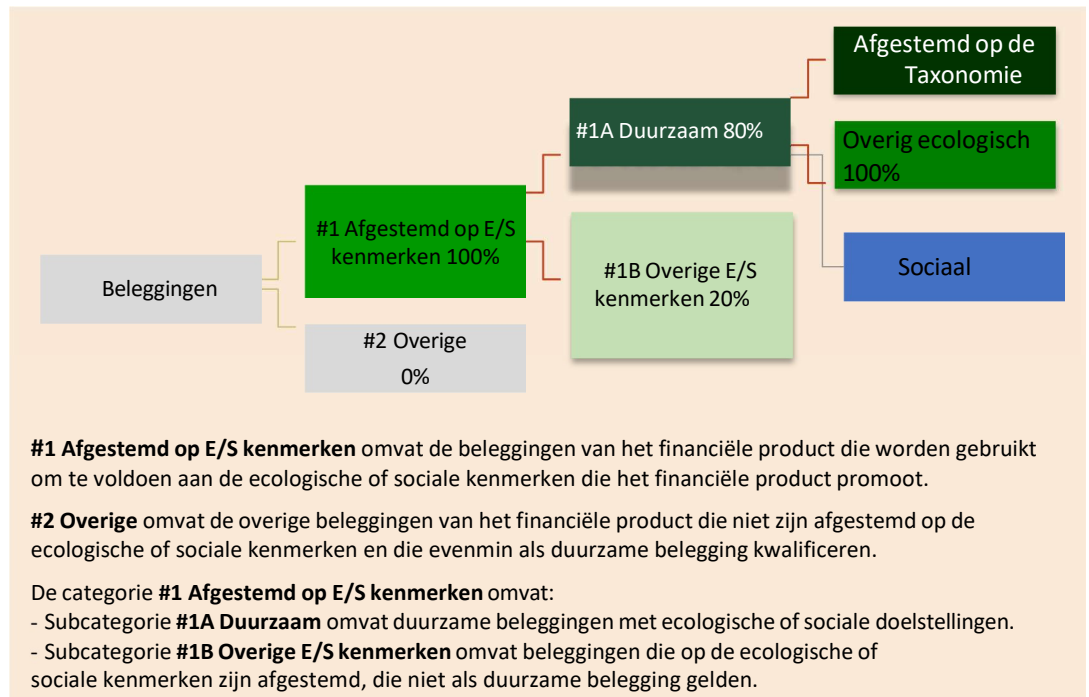 Afgestemd op de
Taxonomie
#1A Duurzaam 80%
Overig ecologisch
100%
#1 Afgestemd op E/S
kenmerken 100%
#1B Overige E/S
kenmerken 20%
Sociaal
Beleggingen
#2 Overige
0%
#1 Afgestemd op E/S kenmerken omvat de beleggingen van het financiële product die worden gebruikt
om te voldoen aan de ecologische of sociale kenmerken die het financiële product promoot.
#2 Overige omvat de overige beleggingen van het financiële product die niet zijn afgestemd op de
ecologische of sociale kenmerken en die evenmin als duurzame belegging kwalificeren.
De categorie #1 Afgestemd op E/S kenmerken omvat:
- Subcategorie #1A Duurzaam omvat duurzame beleggingen met ecologische of sociale doelstellingen.
- Subcategorie #1B Overige E/S kenmerken omvat beleggingen die op de ecologische of
sociale kenmerken zijn afgestemd, die niet als duurzame belegging gelden.